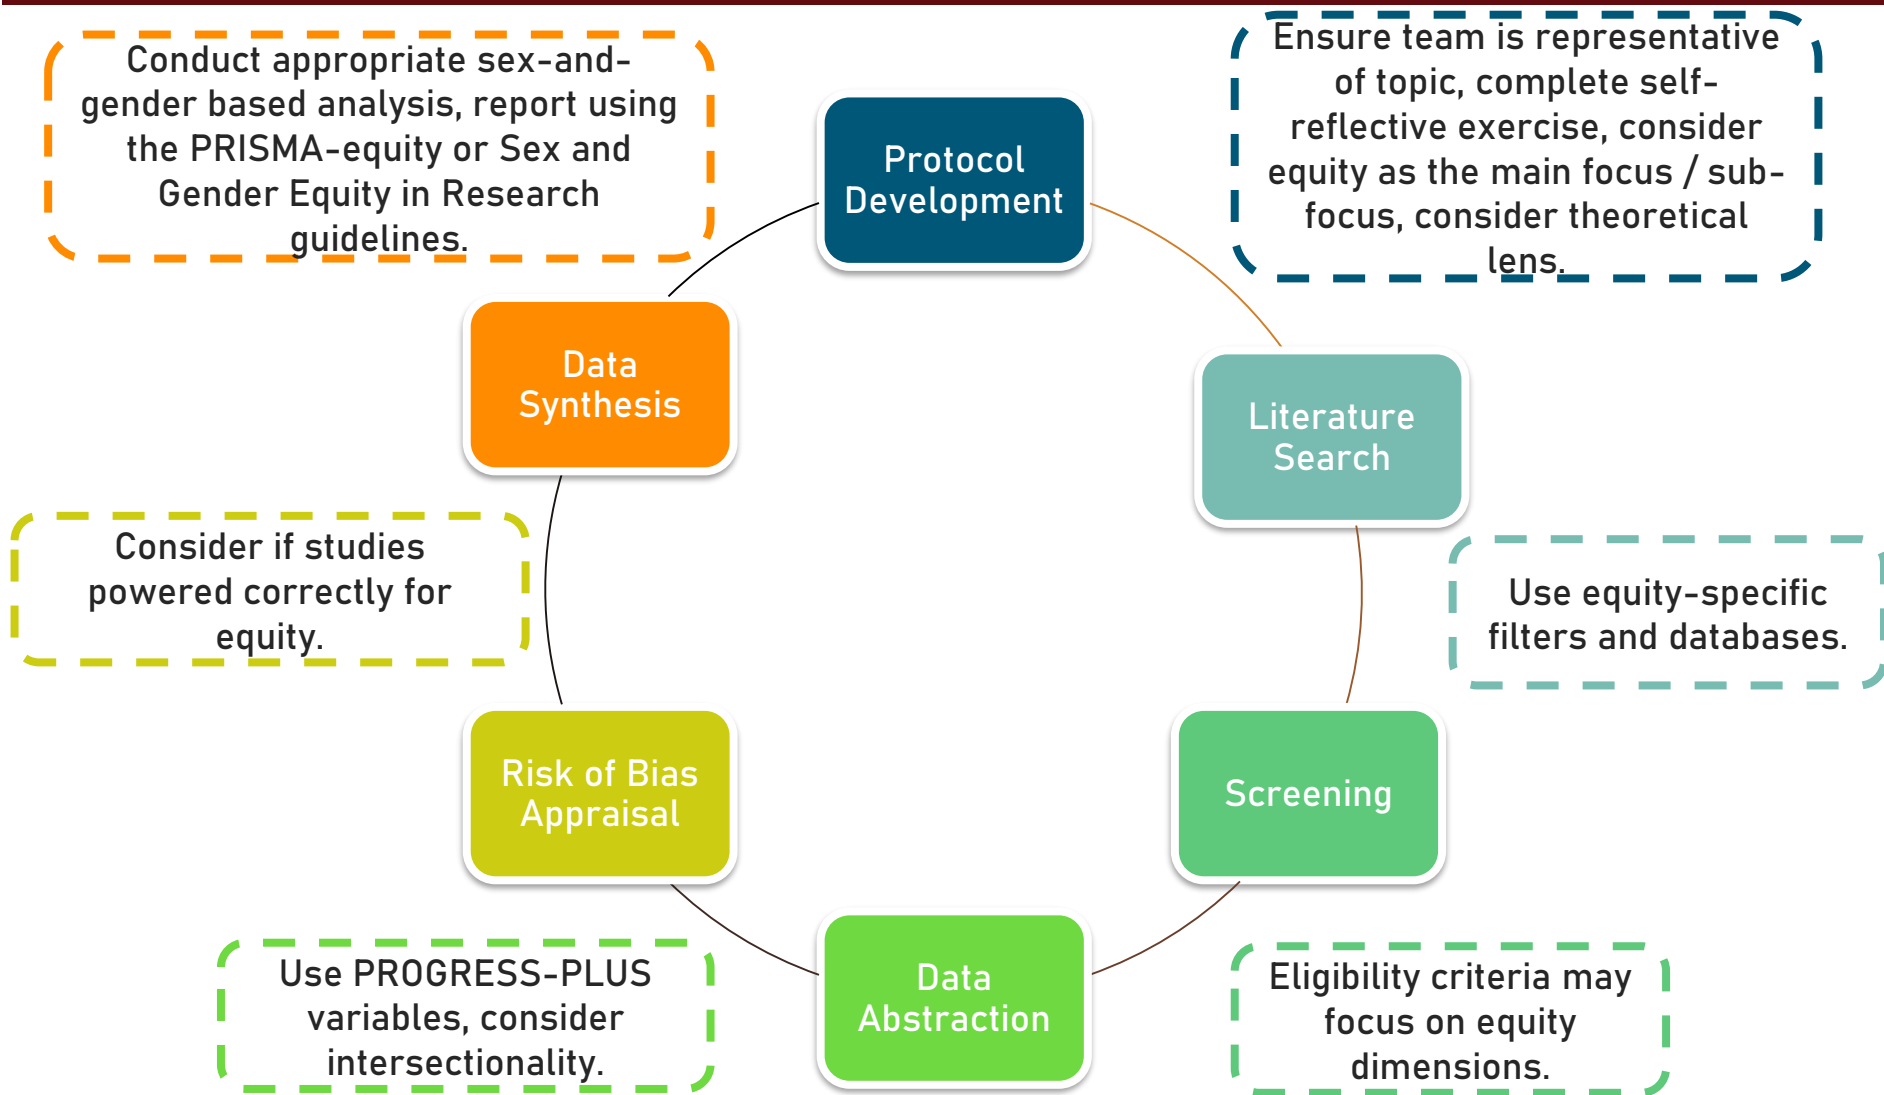 Conduct appropriate sex-and-
gender based analysis, report using
the PRISMA-equity or Sex and
Gender Equity in Research
guidelines.
Protocol
Development
Ensure team is representative
of topic, complete self-
reflective exercise, consider
equity as the main focus / sub-
focus, consider theoretical
lens.
Data
Synthesis
Literature
Search
Consider if studies
powered correctly for
equity.
Use equity-specific
filters and databases.
Risk of Bias
Appraisal
Screening
Use PROGRESS-PLUS
variables, consider
intersectionality.
Data
Abstraction
Eligibility criteria may
focus on equity
dimensions.